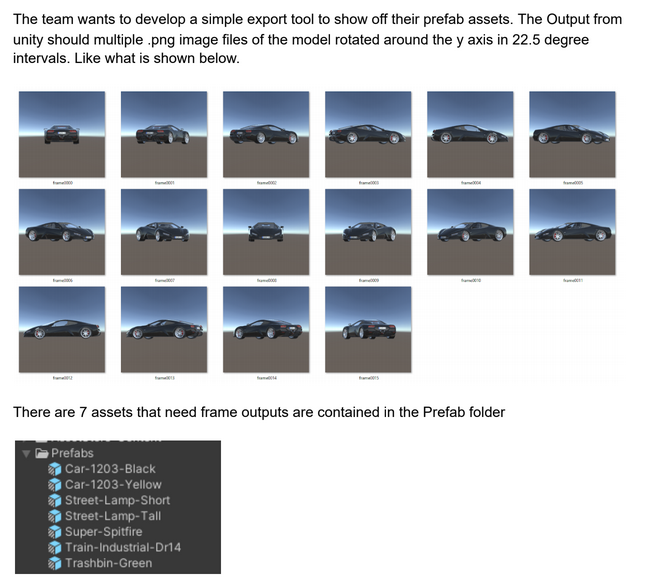 The team wants to develop a simple export tool to show off their prefab assets. The Output from
unity should multiple .png image files of the model rotated around the y axis in 22.5 degree
intervals. Like what is shown below.
frame0000 frame0001 frame0002 frame0003 frame0004 frame0005
frame0006 frame0007 frame0008 frame0009 frame0010 frame0011
frame0012 frame0013 frame0014 frame0015
There are 7 assets that need frame outputs are contained in the Prefab folder
Prefabs
Car-1203-Black
Car-1203-Yellow
Street-Lamp-Short
Street-Lamp-Tall
Super-Spitfire
Train-Industrial-Dr14
Trashbin-Green